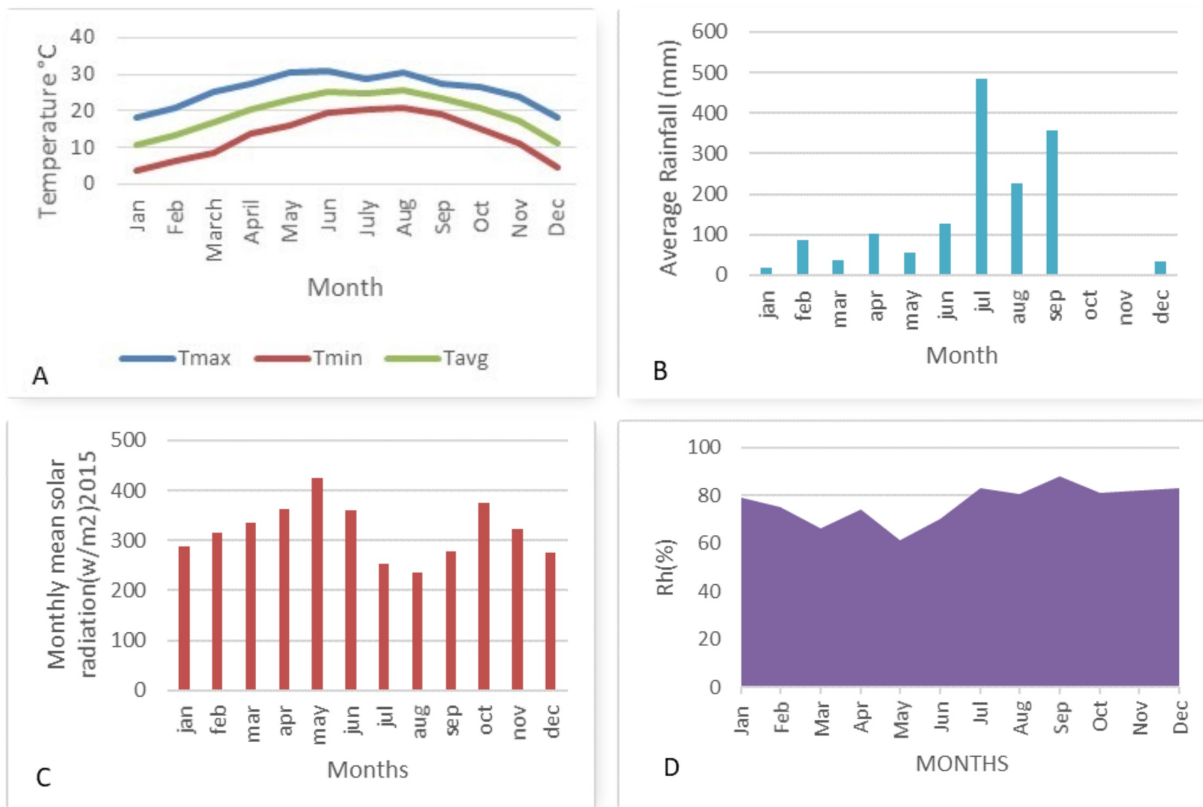 Temperature °C
40
30
20
10
0
Jan
Feb
March
April
May
Jun
July
Aug
Sep
Oct
Nov
Dec
Month
Tmax
Tmin
Tavg
A
Average Rainfall (mm)
600
500
400
300
200
100
0
jan
feb
mar
apr
may
jun
jul
aug
sep
oct
nov
dec
Month
B
Monthly mean solar
radiation(w/m2)2015
500
400
300
200
100
0
jan
feb
mar
apr
may
jun
jul
aug
sep
oct
nov
dec
Months
C
Rh(%)
100
80
60
40
20
0
Jan
Feb
Mar
Apr
May
Jun
Jul
Aug
Sep
Oct
Nov
Dec
MONTHS
D